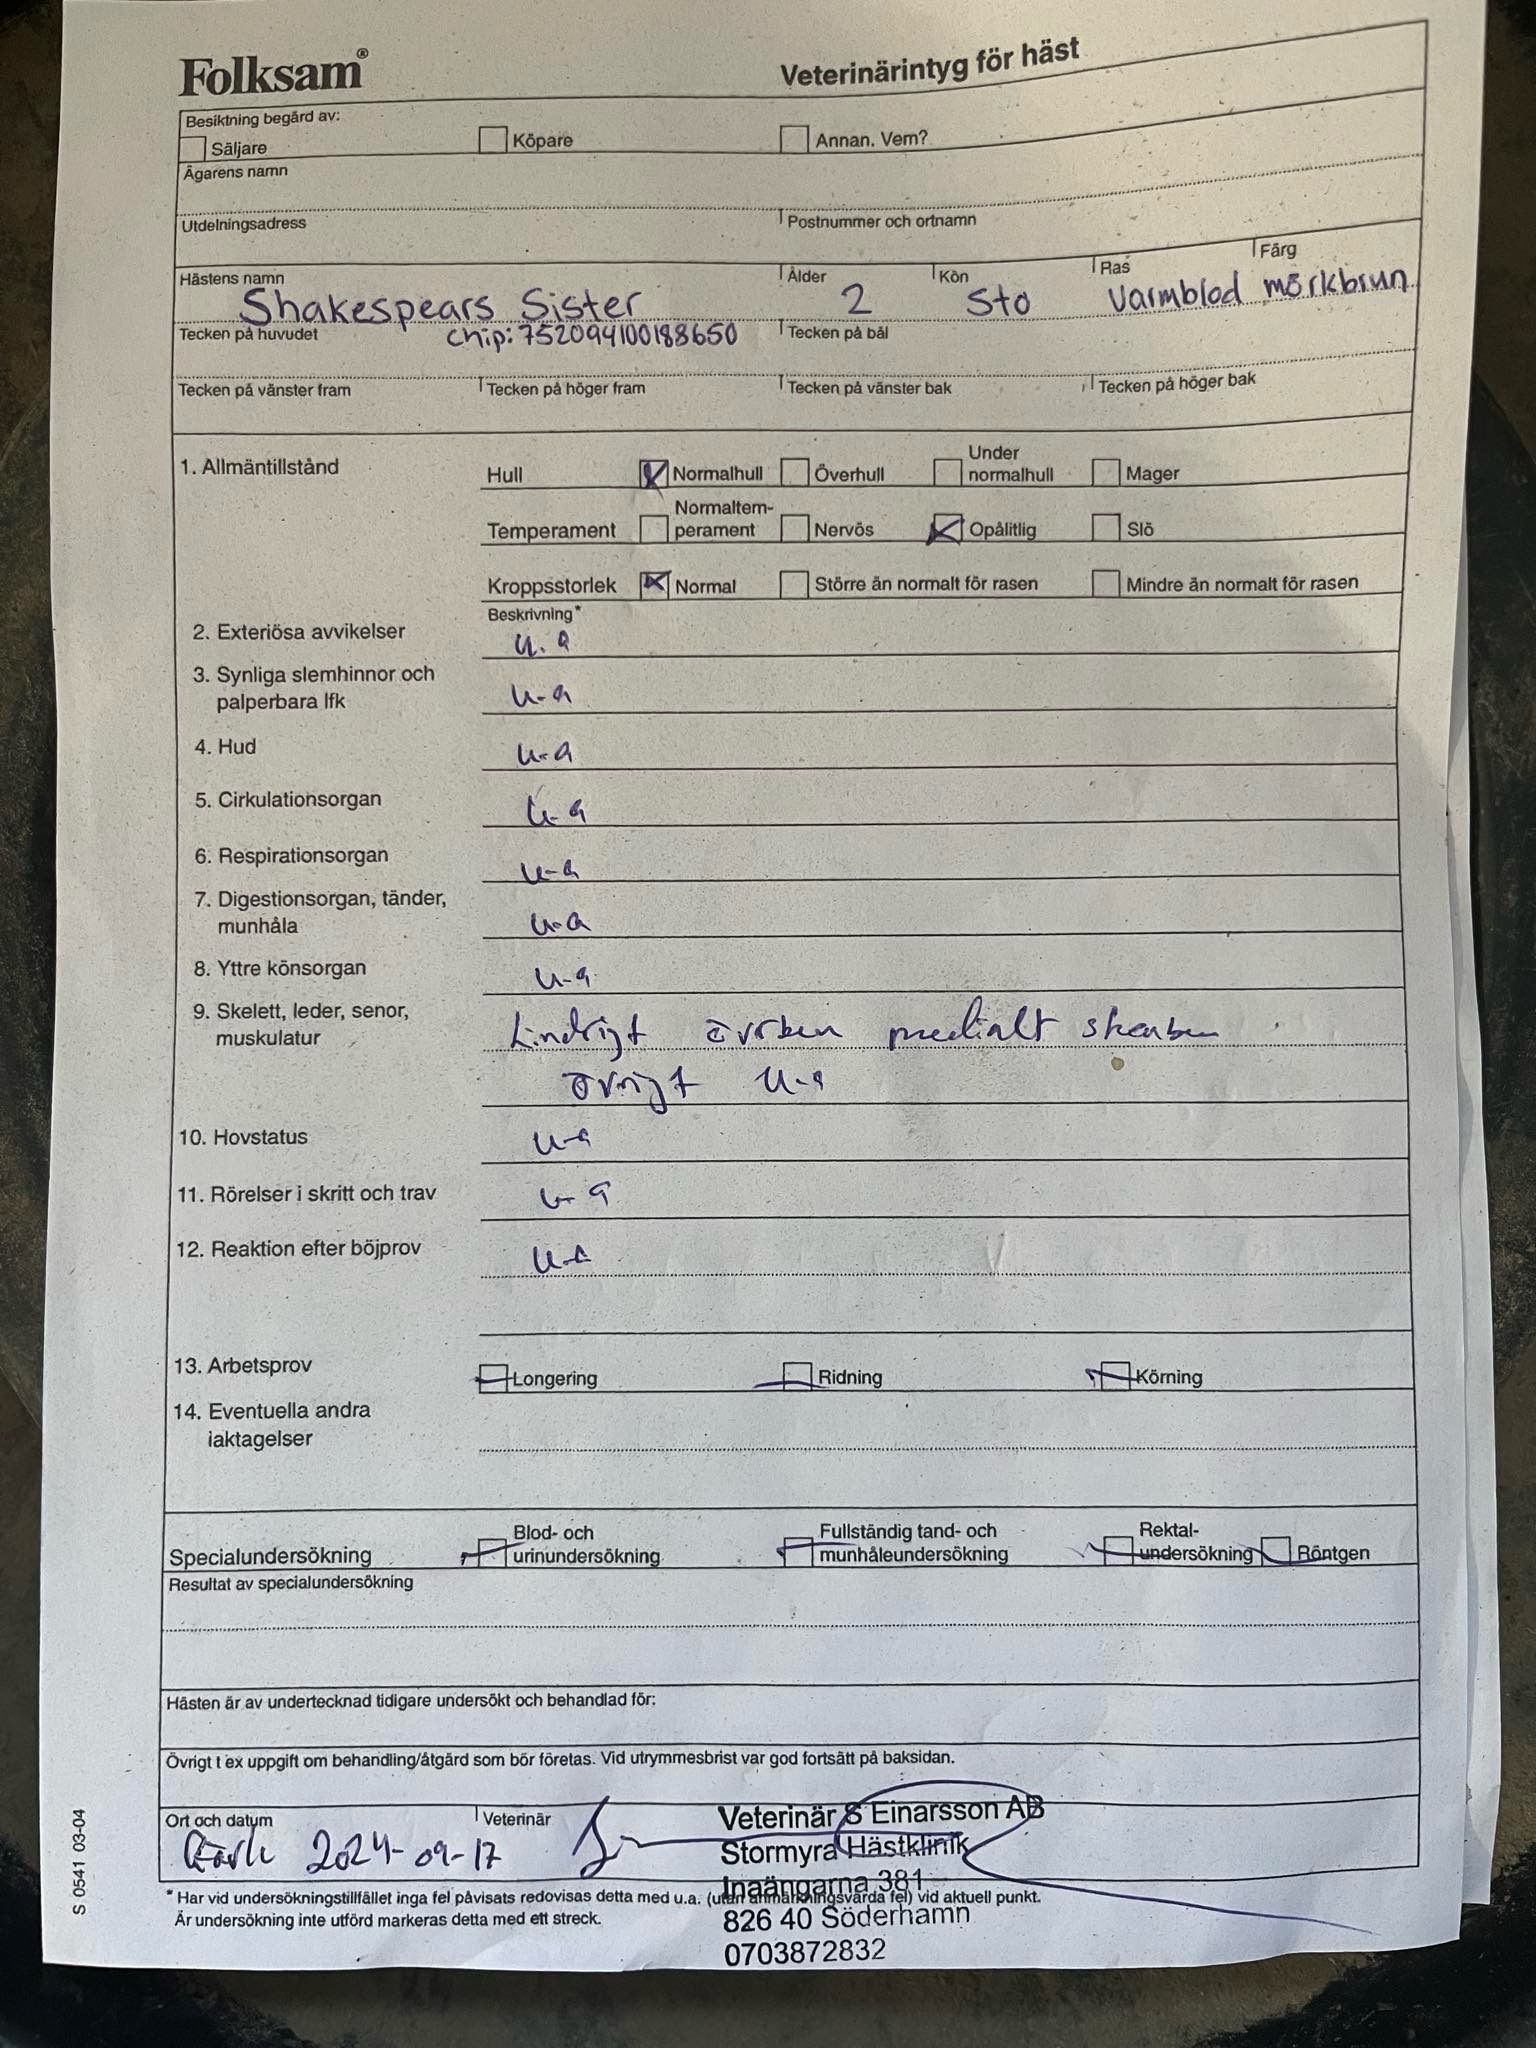 Folksam®
Veterinärintyg för häst
Besiktning begärd av:
Säljare Köpare Annan. Vem?
Ägarens namn
Utdelningsadress Postnummer och ortnamn
Hästens namn Ålder Kön Ras Färg
Shakespears Sister 2 Sto Varmblod mörkbrun
Tecken på huvudet chip: 752094100188650 Tecken på bål
Tecken på vänster fram Tecken på höger fram Tecken på vänster bak Tecken på höger bak
1. Allmäntillstånd
Hull Normalhull Överhull Under normalhull Mager
Temperament Normaltem-perament Nervös Opålitlig Slö
Kroppsstorlek Normal Större än normalt för rasen Mindre än normalt för rasen
Beskrivning*
2. Exteriösa avvikelser u.a
3. Synliga slemhinnor och
palperbara lfk u-a
4. Hud u-a
5. Cirkulationsorgan u-a
6. Respirationsorgan u-a
7. Digestionsorgan, tänder,
munhåla u-a
8. Yttre könsorgan u-a
9. Skelett, leder, senor, Lindrigt överben medialt skenben
muskulatur
övrigt u-a
10. Hovstatus u-a
11. Rörelser i skritt och trav u-a
12. Reaktion efter böjprov u-a
13. Arbetsprov Longering Ridning Körning
14. Eventuella andra
iaktagelser
Specialundersökning Blod- och urinundersökning Fullständig tand- och munhåleundersökning Rektal-undersökning Röntgen
Resultat av specialundersökning
Hästen är av undertecknad tidigare undersökt och behandlad för:
Övrigt t ex uppgift om behandling/åtgärd som bör företas. Vid utrymmesbrist var god fortsätt på baksidan.
Ort och datum Veterinär
2024-09-17
Veterinär S Einarsson AB
Stormyra Hästklinik
Inaängarna 381
826 40 Söderhamn
0703872832
* Har vid undersökningstillfället inga fel påvisats redovisas detta med u.a. (utan anmärkningsvärda fel) vid aktuell punkt.
Är undersökning inte utförd markeras detta med ett streck.
S 0541 03-04